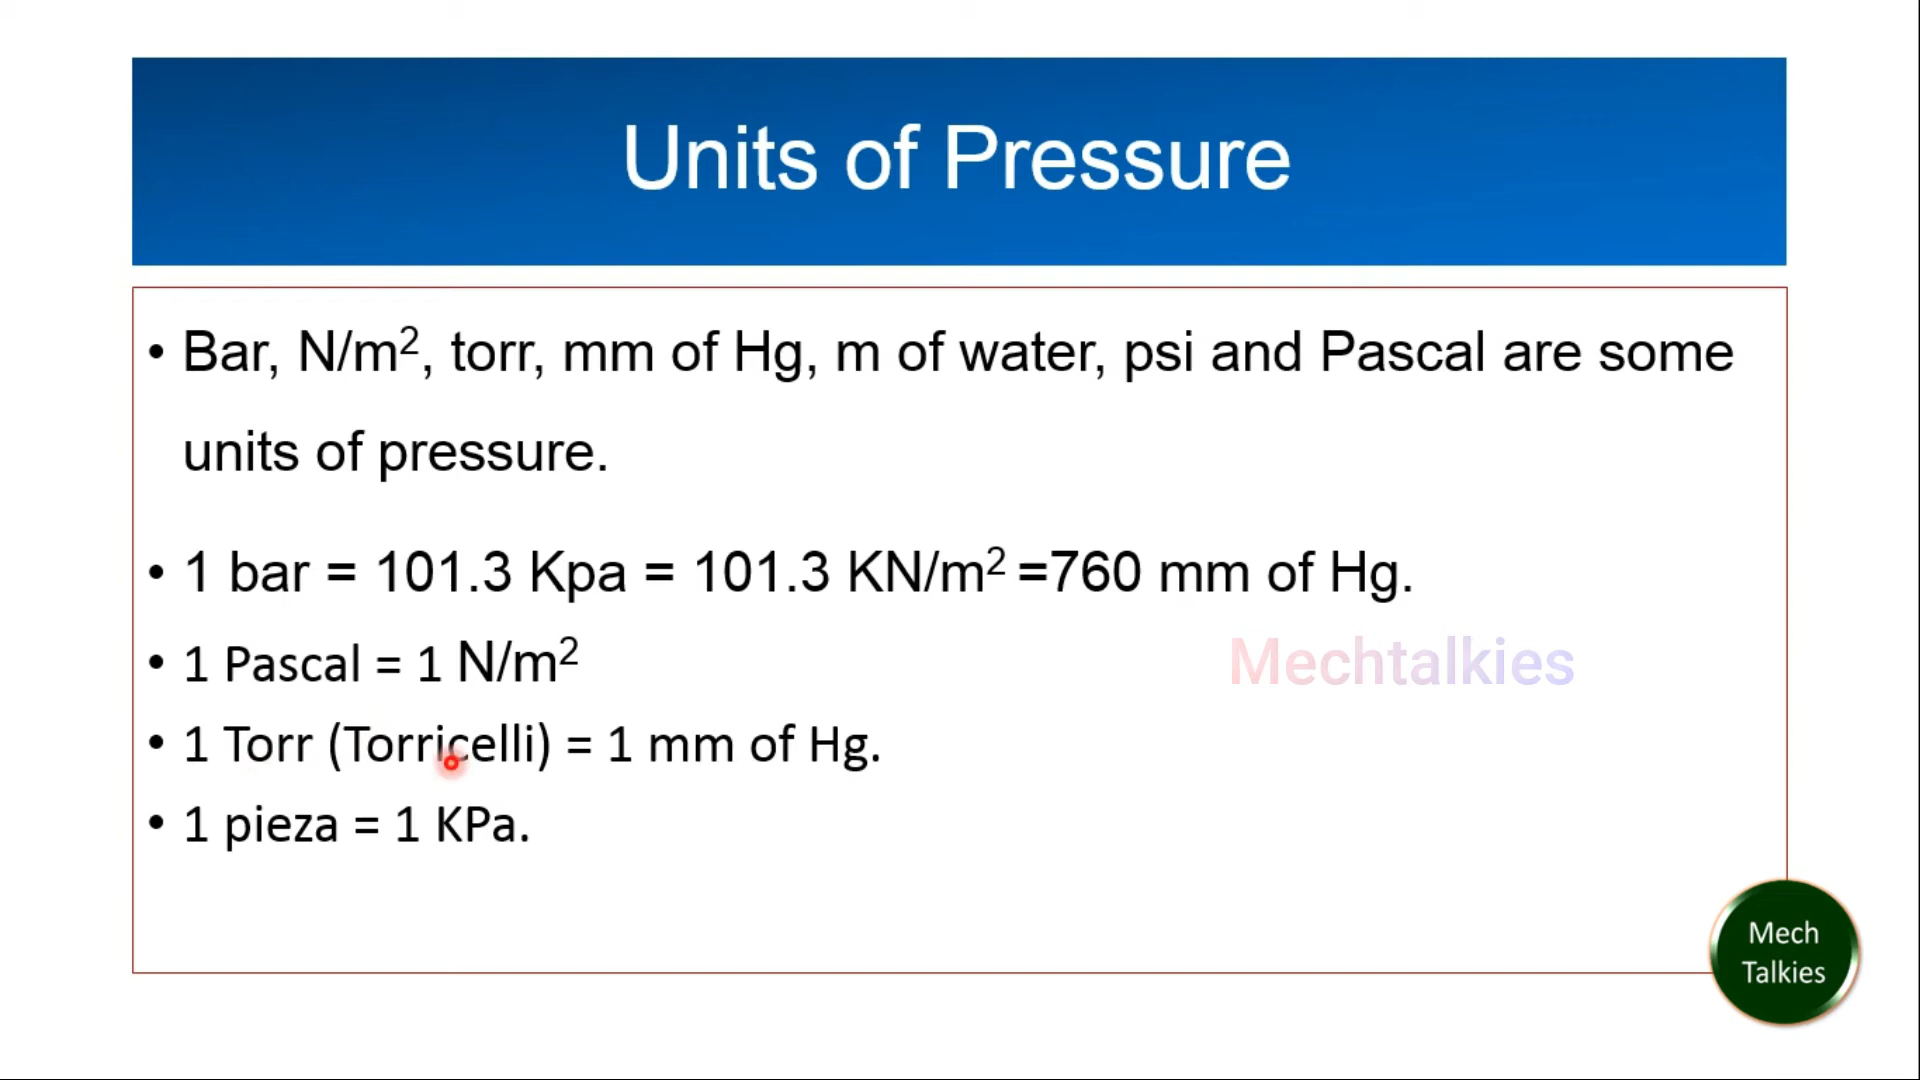 Units of Pressure
• Bar, N/m², torr, mm of Hg, m of water, psi and Pascal are some
units of pressure.
• 1 bar = 101.3 Kpa = 101.3 KN/m² =760 mm of Hg.
• 1 Pascal = 1 N/m²
Mechtalkies
• 1 Torr (Torricelli) = 1 mm of Hg.
• 1 pieza = 1 KPa.
Mech
Talkies